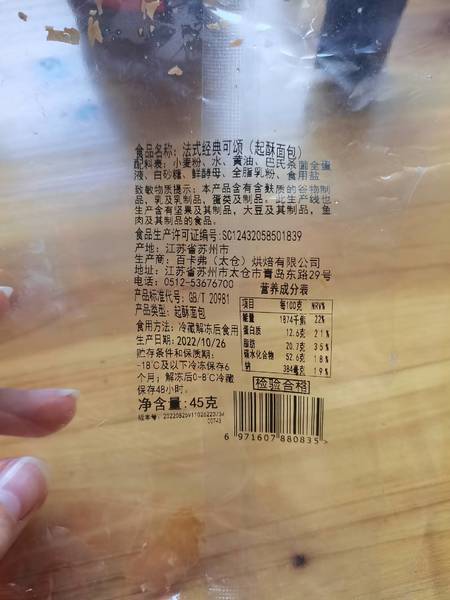 食品名称：法式经典可颂（起酥面包）
配料表：小麦粉、水、黄油、巴氏杀菌全蛋
液、白砂糖、鲜酵母、全脂乳粉、食用盐
致敏物质提示：本产品含有含麸质的谷物制
品，乳及乳制品，蛋类及制品。此生产线也
生产含有坚果及其制品，大豆及其制品，鱼
肉及其制品的食品。
食品生产许可证编号：SC12432058501839
产地：江苏省苏州市
生产商：百卡弗（太仓）烘焙有限公司
地址：江苏省苏州市太仓市青岛东路29号
电话：0512-53676700
产品标准代号：GB/T 20981
产品类型：起酥面包
食用方法：冷藏解冻后食用
生产日期：2022/10/26
贮存条件和保质期：
-18℃及以下冷冻保存6
个月；解冻后0-8℃冷藏
保存48小时。
净含量：45克
营养成分表
项目 每100克 NRV%
能量 1874千焦 22%
蛋白质 12.6克 21%
脂肪 20.7克 35%
碳水化合物 52.6克 18%
钠 384毫克 19%
检验合格
6 971607 880835 >